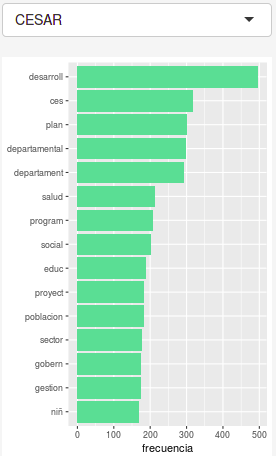 CESAR
desarroll
ces
plan
departamental
departament
salud
program
social
educ
proyect
poblacion
sector
gobern
gestion
niñ
0 100 200 300 400 500
frecuencia